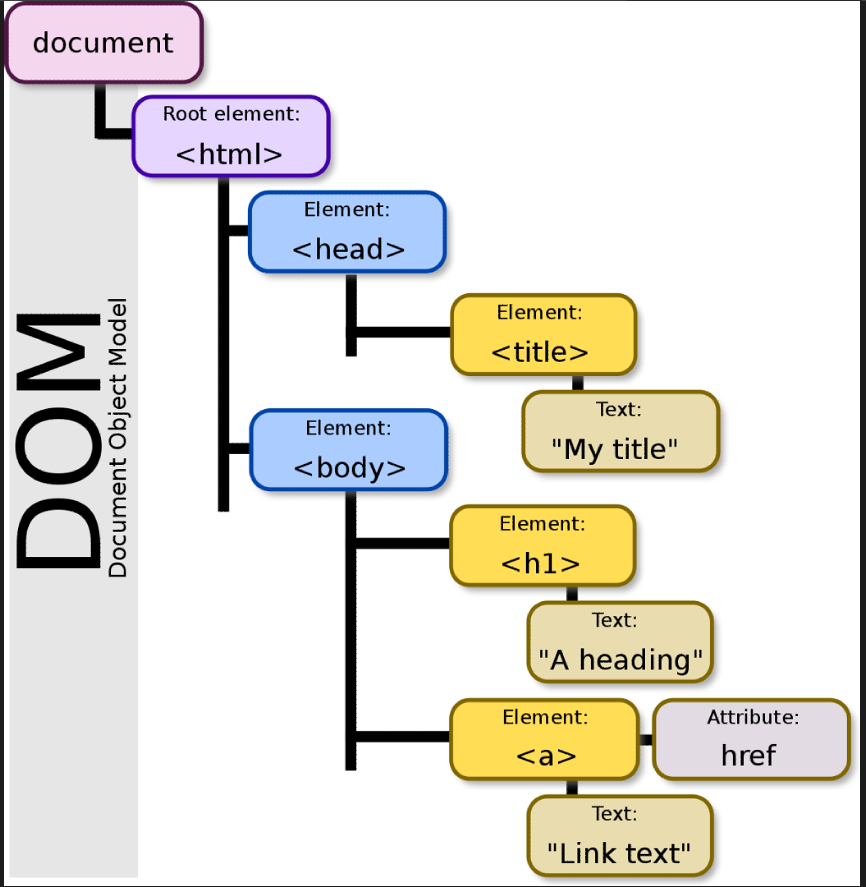 document
Root element:
<html>
Element:
<head>
Element:
<title>
Text:
"My title"
DOM
Document Object Model
Element:
<body>
Element:
<h1>
Text:
"A heading"
Element:
<a>
Attribute:
href
Text:
"Link text"